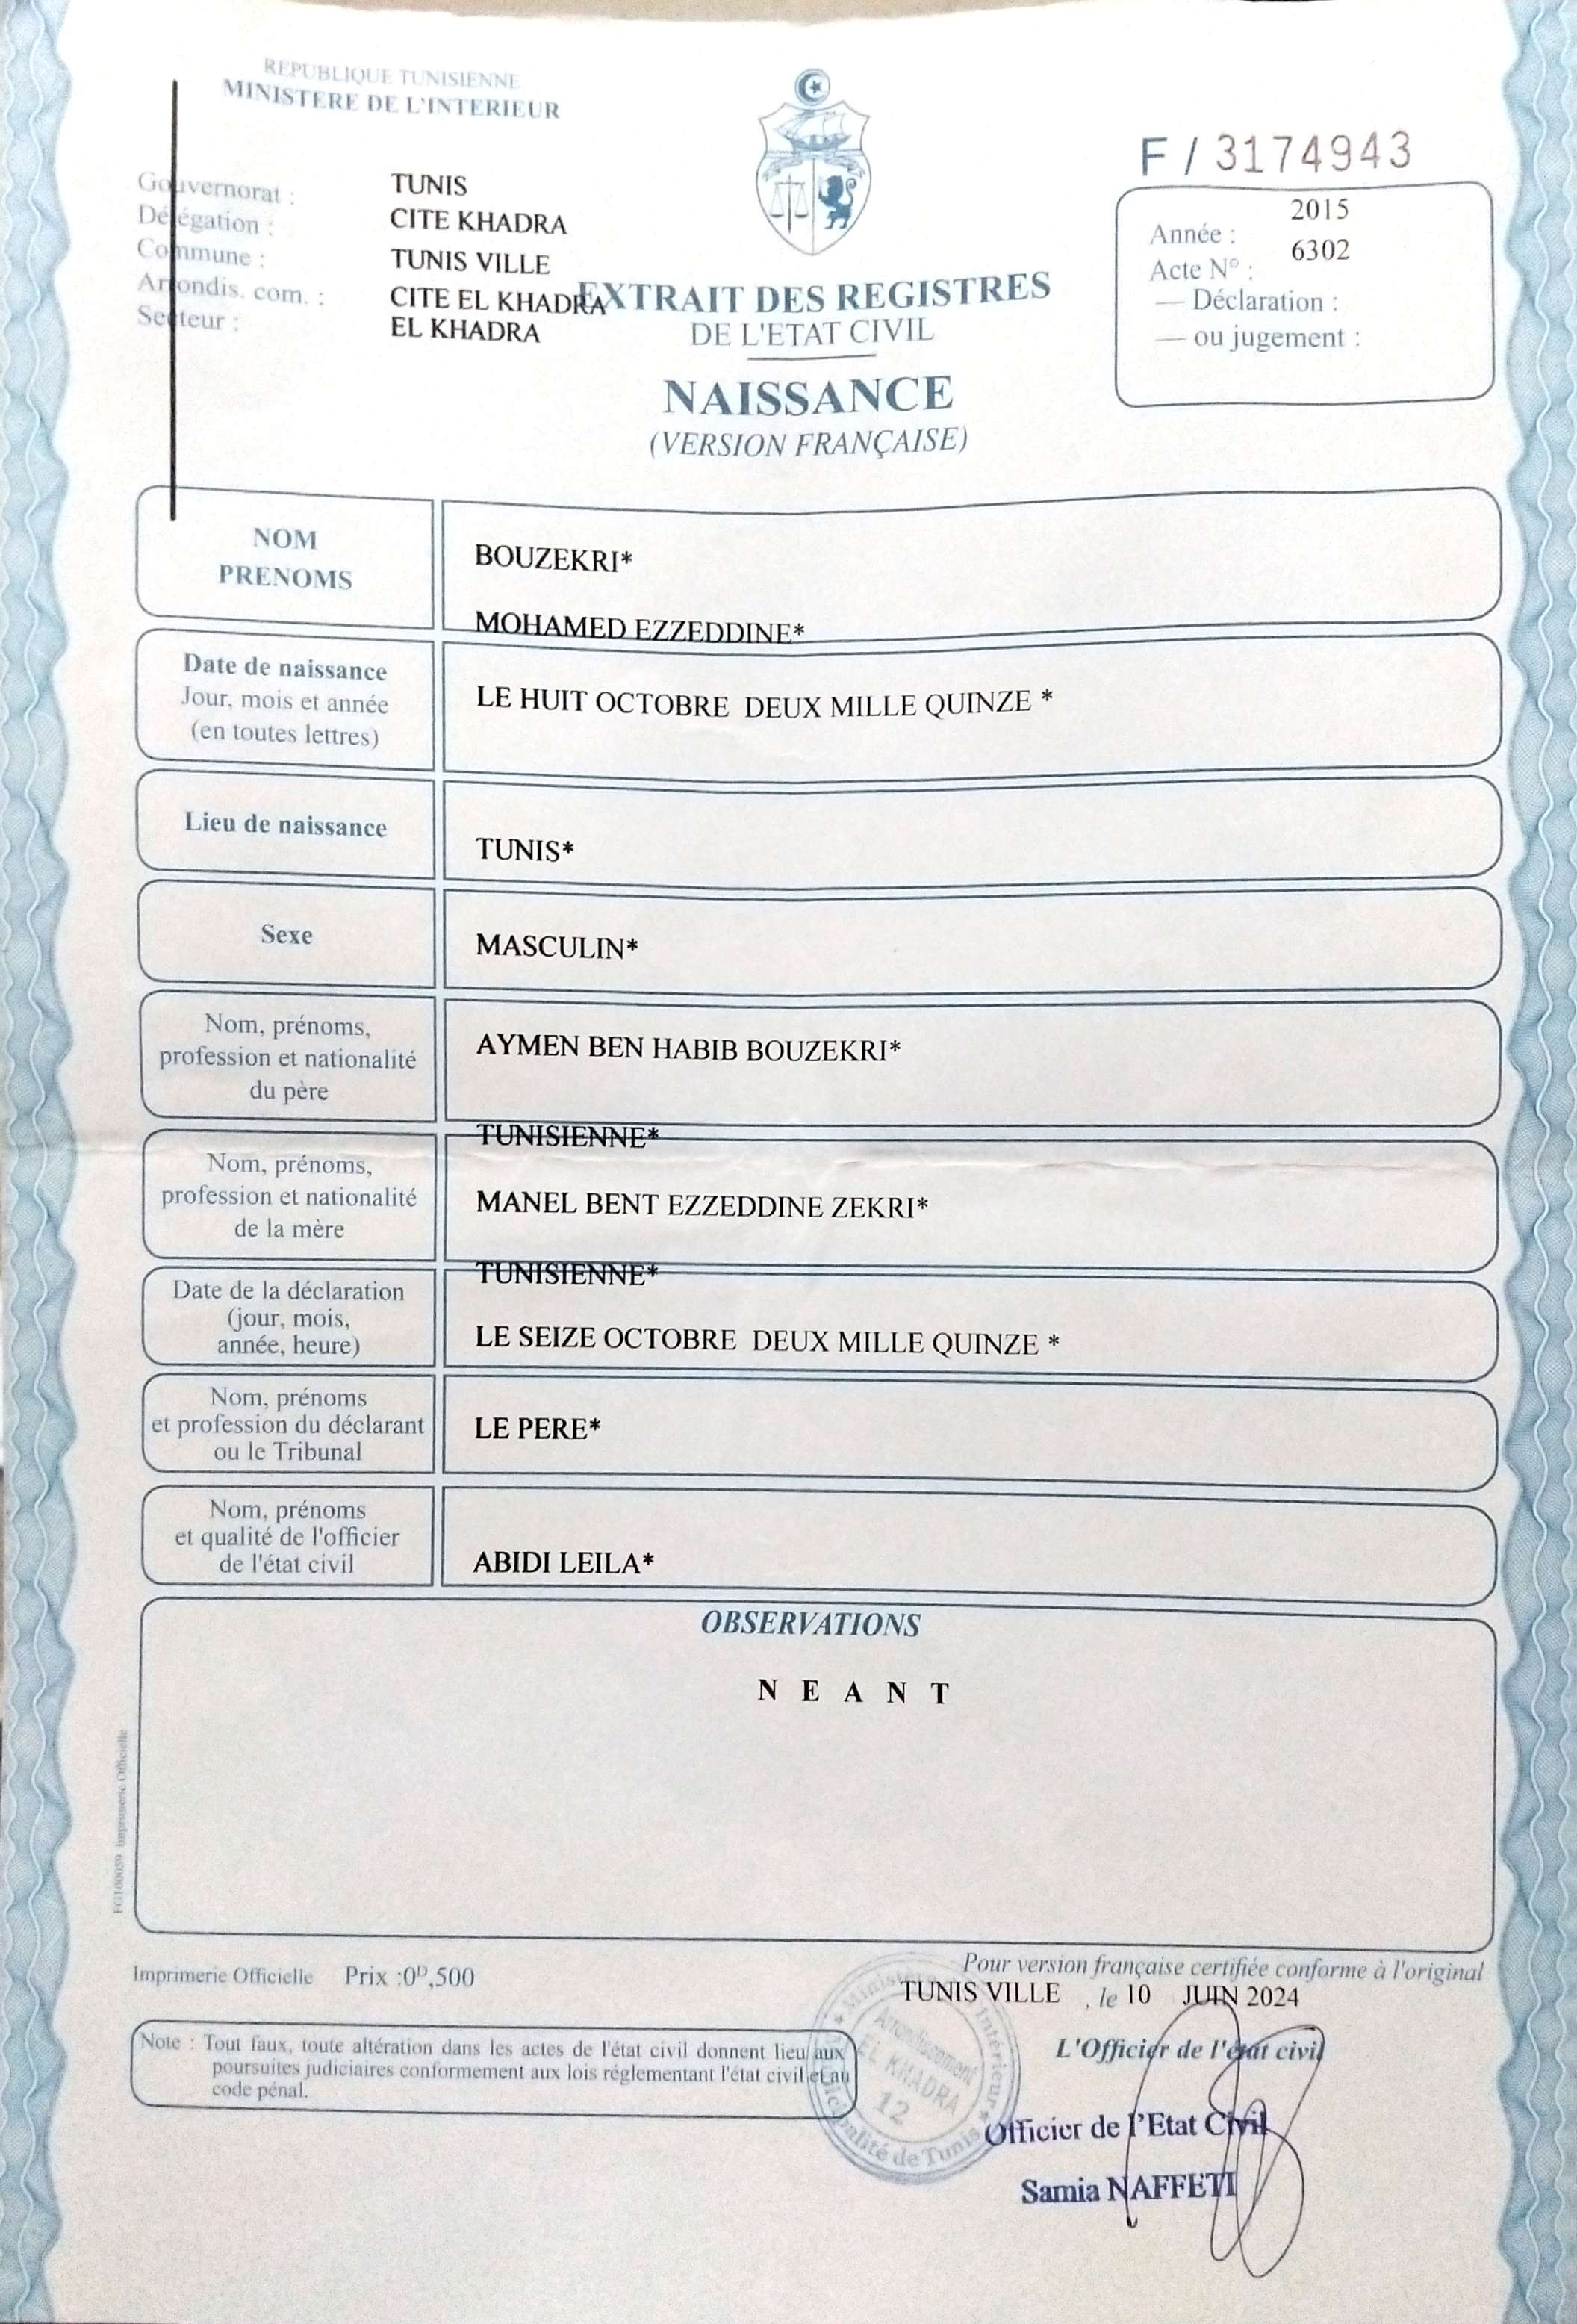 REPUBLIQUE TUNISIENNE
MINISTERE DE L'INTERIEUR
Gouvernorat : TUNIS
Délégation : CITE KHADRA
Commune : TUNIS VILLE
Arrondis. com. : CITE EL KHADRA
Secteur : EL KHADRA
EXTRAIT DES REGISTRES
DE L'ETAT CIVIL
NAISSANCE
(VERSION FRANÇAISE)
F / 3174943
Année : 2015
Acte N° : 6302
— Déclaration :
— ou jugement :
NOM
PRENOMS
BOUZEKRI*
MOHAMED EZZEDDINE*
Date de naissance
Jour, mois et année
(en toutes lettres)
LE HUIT OCTOBRE DEUX MILLE QUINZE *
Lieu de naissance
TUNIS*
Sexe
MASCULIN*
Nom, prénoms,
profession et nationalité
du père
AYMEN BEN HABIB BOUZEKRI*
TUNISIENNE*
Nom, prénoms,
profession et nationalité
de la mère
MANEL BENT EZZEDDINE ZEKRI*
TUNISIENNE*
Date de la déclaration
(jour, mois,
année, heure)
LE SEIZE OCTOBRE DEUX MILLE QUINZE *
Nom, prénoms
et profession du déclarant
ou le Tribunal
LE PERE*
Nom, prénoms
et qualité de l'officier
de l'état civil
ABIDI LEILA*
OBSERVATIONS
N E A N T
Imprimerie Officielle
Imprimerie Officielle Prix :0ᴰ,500
Note : Tout faux, toute altération dans les actes de l'état civil donnent lieu aux
poursuites judiciaires conformement aux lois réglementant l'état civil et au
code pénal.
Pour version française certifiée conforme à l'original
TUNIS VILLE , le 10 JUIN 2024
L'Officier de l'état civil
Arrondissement
EL KHADRA
12
Officier de l'Etat Civil
Samia NAFFETI